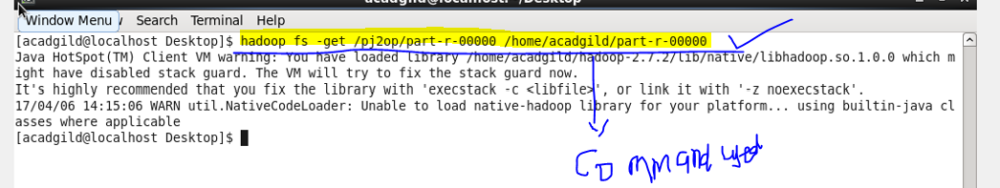 acadgild@localhost:~/Desktop
Window Menu Search Terminal Help
[acadgild@localhost Desktop]$ hadoop fs -get /pj2op/part-r-00000 /home/acadgild/part-r-00000
Java HotSpot(TM) Client VM warning: You have loaded library /home/acadgild/hadoop-2.7.2/lib/native/libhadoop.so.1.0.0 which m
ight have disabled stack guard. The VM will try to fix the stack guard now.
It's highly recommended that you fix the library with 'execstack -c <libfile>', or link it with '-z noexecstack'.
17/04/06 14:15:06 WARN util.NativeCodeLoader: Unable to load native-hadoop library for your platform... using builtin-java cl
asses where applicable
[acadgild@localhost Desktop]$
Command used